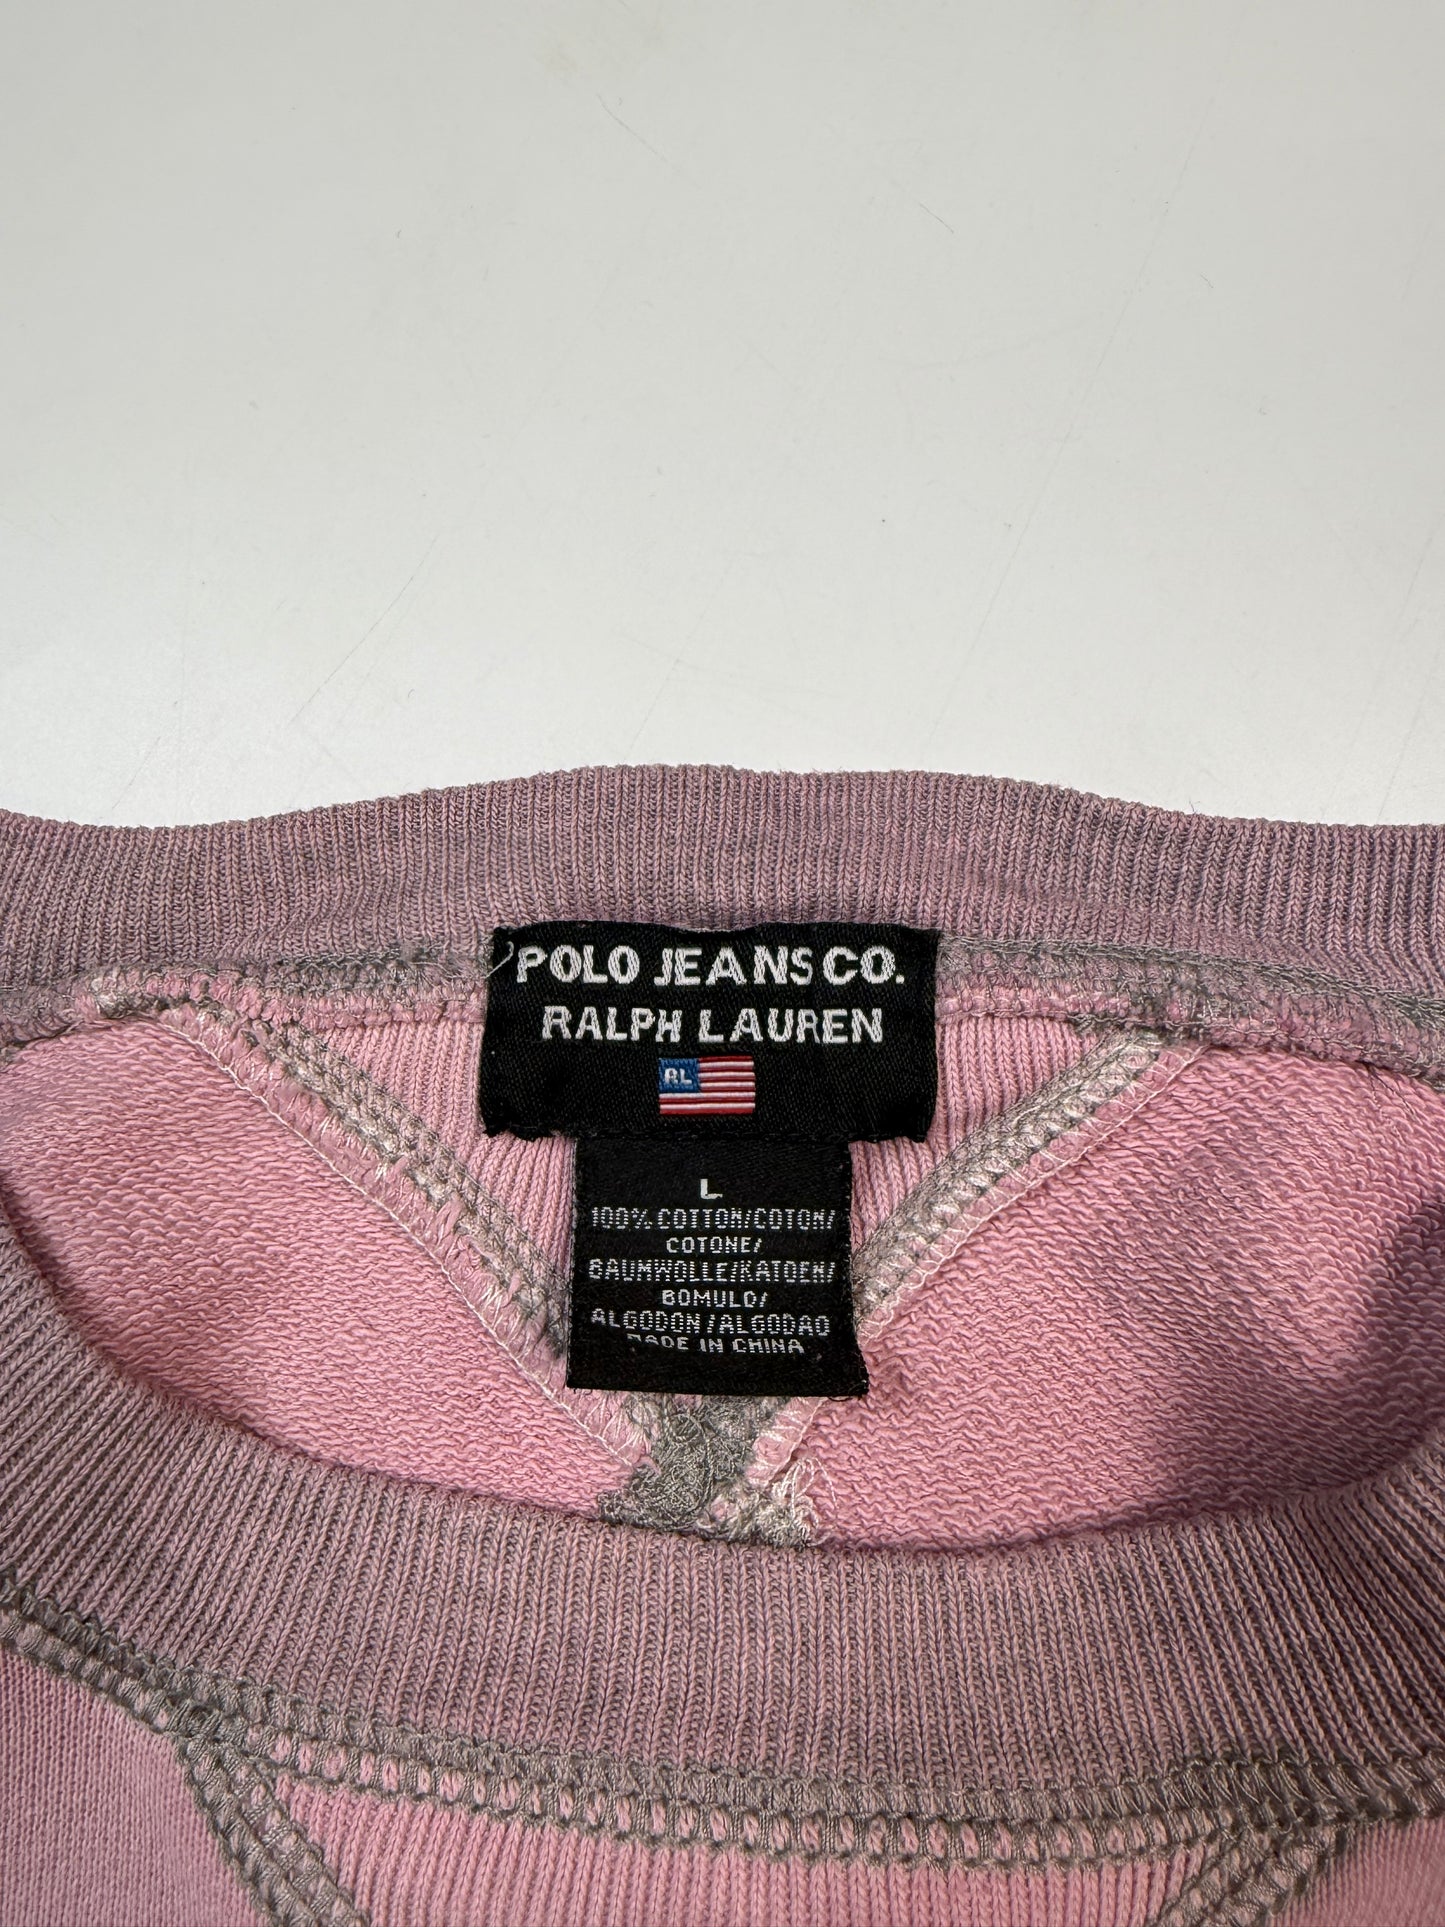 POLO JEANS CO.
RALPH LAUREN
RL
L
100% COTTON/COTON/
COTONE/
BAUMWOLLE/KATOEN/
BOMULD/
ALGODON/ALGODAO
MADE IN CHINA